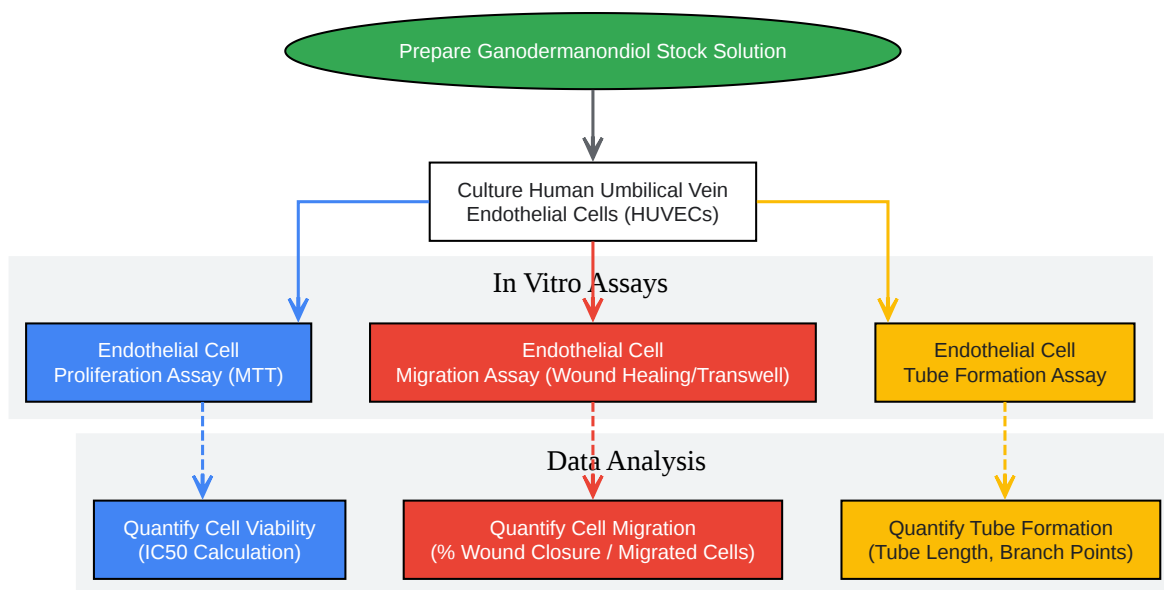 Prepare Ganodermanondiol Stock Solution
Culture Human Umbilical Vein
Endothelial Cells (HUVECs)
In Vitro Assays
Endothelial Cell
Proliferation Assay (MTT)
Endothelial Cell
Migration Assay (Wound Healing/Transwell)
Endothelial Cell
Tube Formation Assay
Data Analysis
Quantify Cell Viability
(IC50 Calculation)
Quantify Cell Migration
(% Wound Closure / Migrated Cells)
Quantify Tube Formation
(Tube Length, Branch Points)